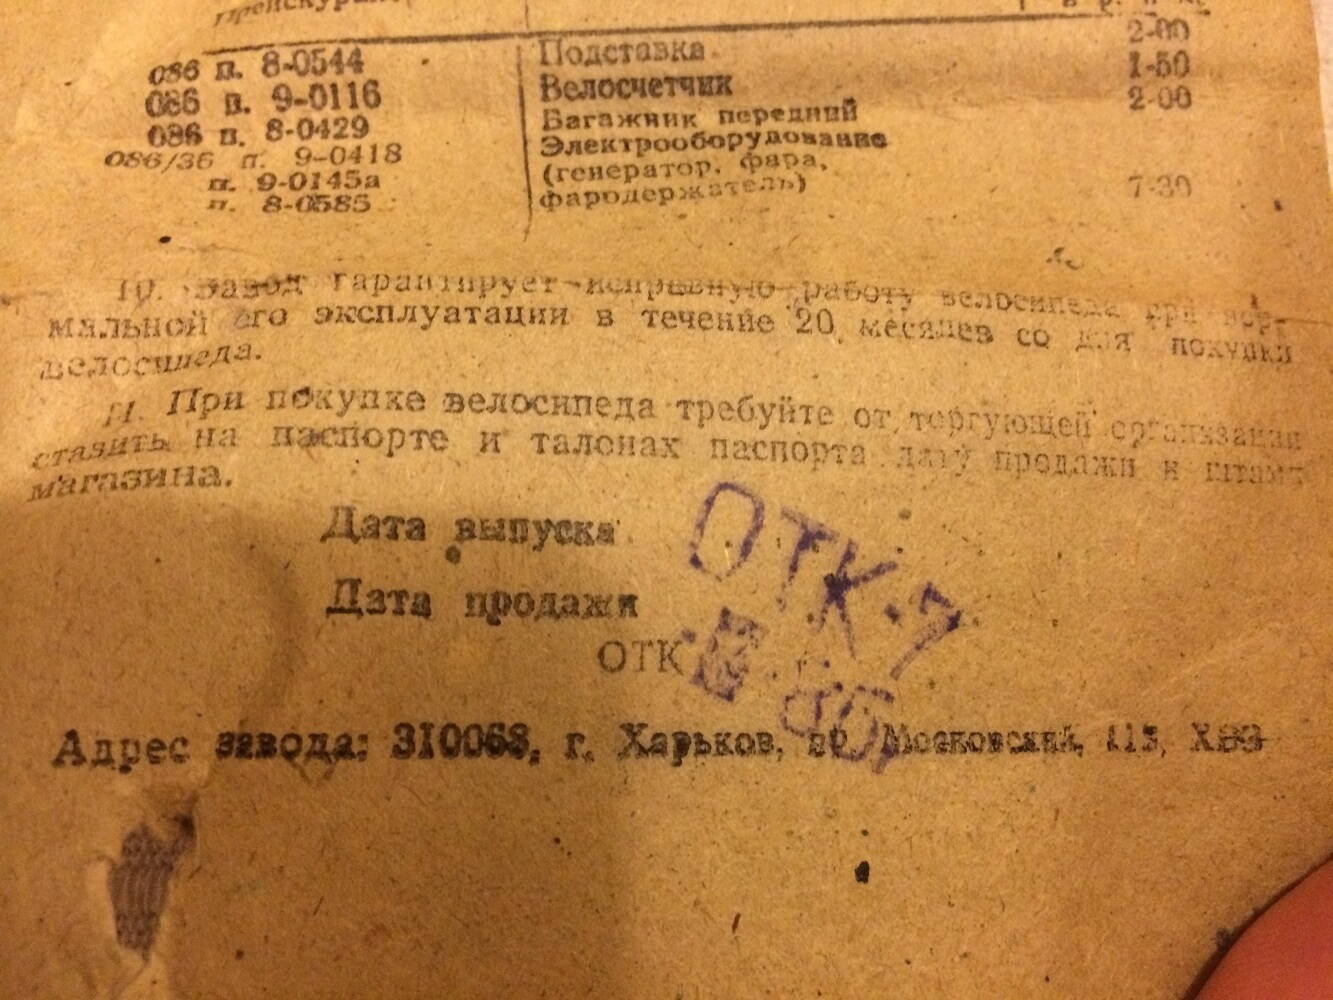 086 п. 8-0544 Подставка 2-00
086 п. 9-0116 Велосчетчик 1-50
086 п. 8-0429 Багажник передний 2-00
086/36 п. 9-0418 Электрооборудование
п. 9-0145а (генератор, фара,
п. 8-0585 фародержатель) 7-30
10. Завод гарантирует исправную работу велосипеда при нор-
мальной его эксплуатации в течение 20 месяцев со дня покупки
велосипеда.
11. При покупке велосипеда требуйте от торгующей организации
ставить на паспорте и талонах паспорта дату продажи и штамп
магазина.
Дата выпуска
Дата продажи
ОТК
ОТК-7
86
Адрес завода: 310068, г. Харьков, пр. Московский, 115, ХВЗ